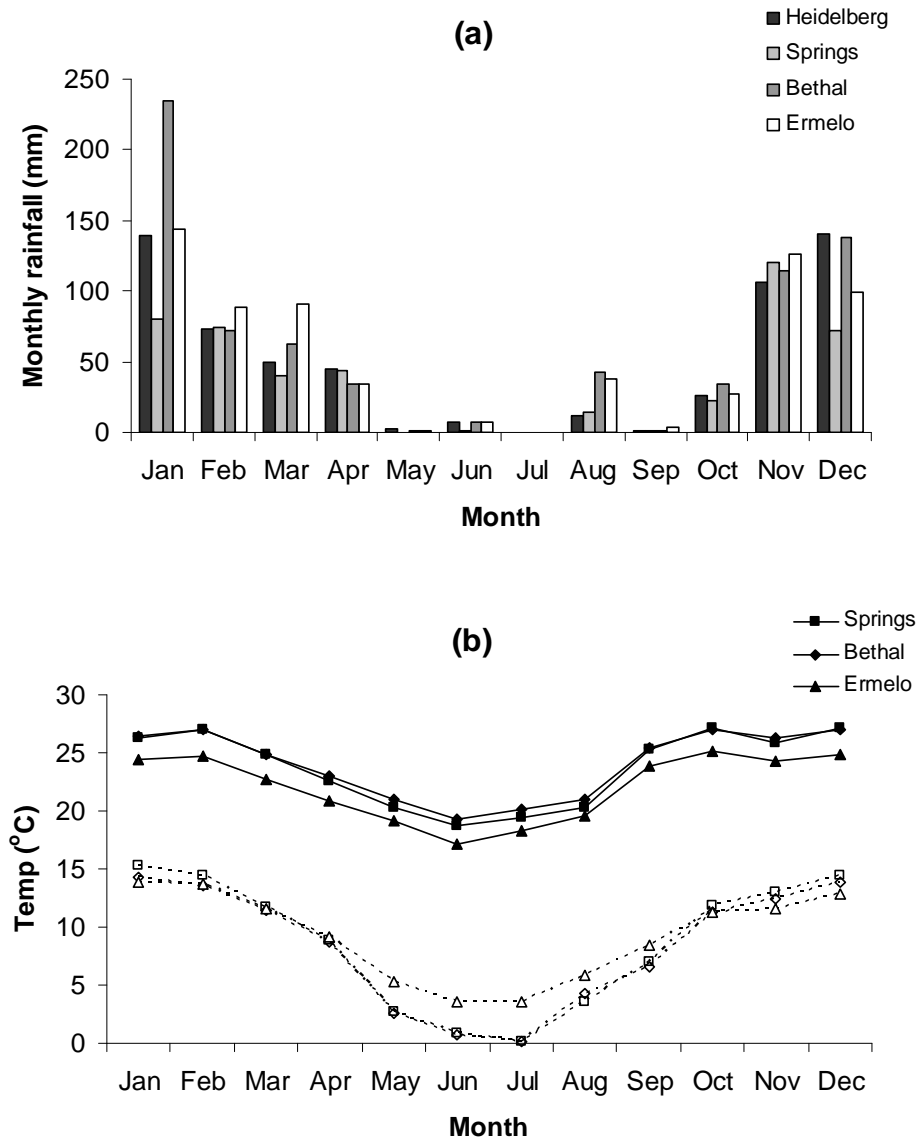 (a)
Heidelberg
Springs
Bethal
Ermelo
Monthly rainfall (mm)
250
200
150
100
50
0
Jan Feb Mar Apr May Jun Jul Aug Sep Oct Nov Dec
Month
(b)
Springs
Bethal
Ermelo
Temp (°C)
30
25
20
15
10
5
0
Jan Feb Mar Apr May Jun Jul Aug Sep Oct Nov Dec
Month